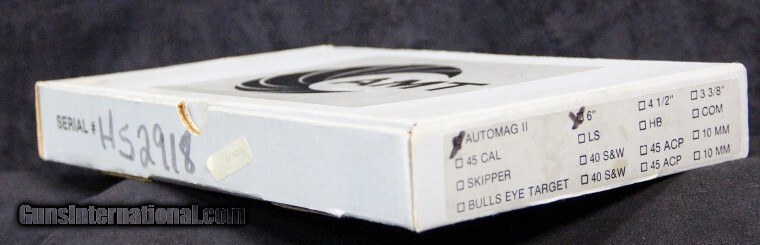 AMT
SERIAL # H52918
☒ AUTOMAG II ☒ 6" ☐ 4 1/2" ☐ 3 3/8"
☐ 45 CAL ☐ LS ☐ HB ☐ COM
☐ SKIPPER ☐ 40 S&W ☐ 45 ACP ☐ 10 MM
☐ BULLS EYE TARGET ☐ 40 S&W ☐ 45 ACP ☐ 10 MM
GunsInternational.com